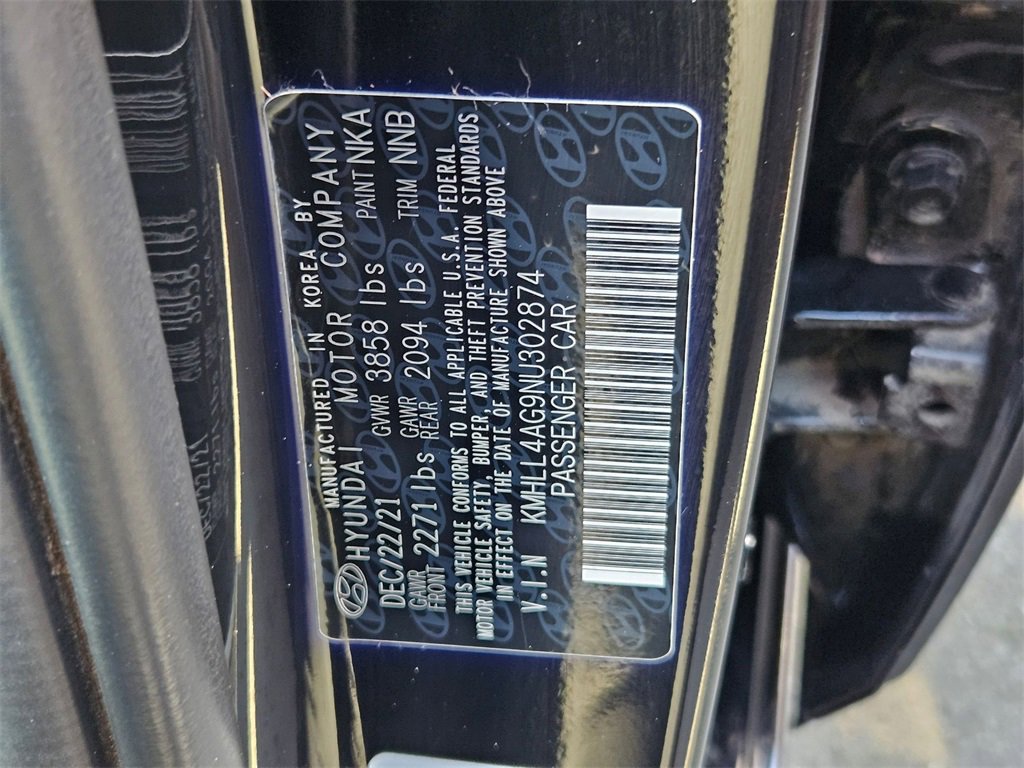 MANUFACTURED IN KOREA BY
HYUNDAI MOTOR COMPANY
DEC/22/21 GVWR 3858 lbs PAINT NKA
GAWR FRONT 2271 lbs GAWR REAR 2094 lbs TRIM NNB
THIS VEHICLE CONFORMS TO ALL APPLICABLE U.S.A. FEDERAL
MOTOR VEHICLE SAFETY, BUMPER, AND THEFT PREVENTION STANDARDS
IN EFFECT ON THE DATE OF MANUFACTURE SHOWN ABOVE
V.I.N KMHLL4AG9NU302874
PASSENGER CAR